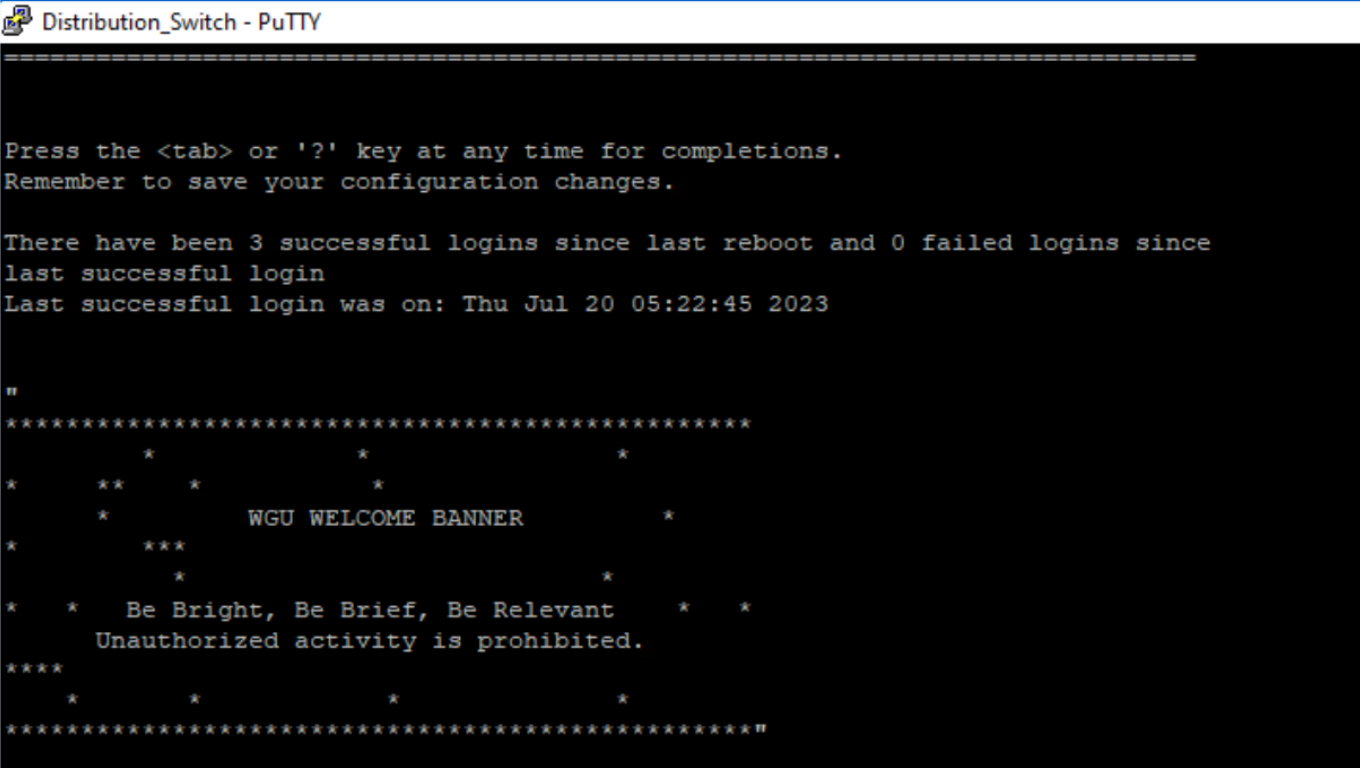 Distribution_Switch - PuTTY
==============================================================================
Press the <tab> or '?' key at any time for completions.
Remember to save your configuration changes.
There have been 3 successful logins since last reboot and 0 failed logins since
last successful login
Last successful login was on: Thu Jul 20 05:22:45 2023
"
*************************************************
         *             *                *
*     **    *           *
      *         WGU WELCOME BANNER         *
*        ***
           *                           *
*   *   Be Bright, Be Brief, Be Relevant    *   *
      Unauthorized activity is prohibited.
****
    *       *            *              *
*************************************************"